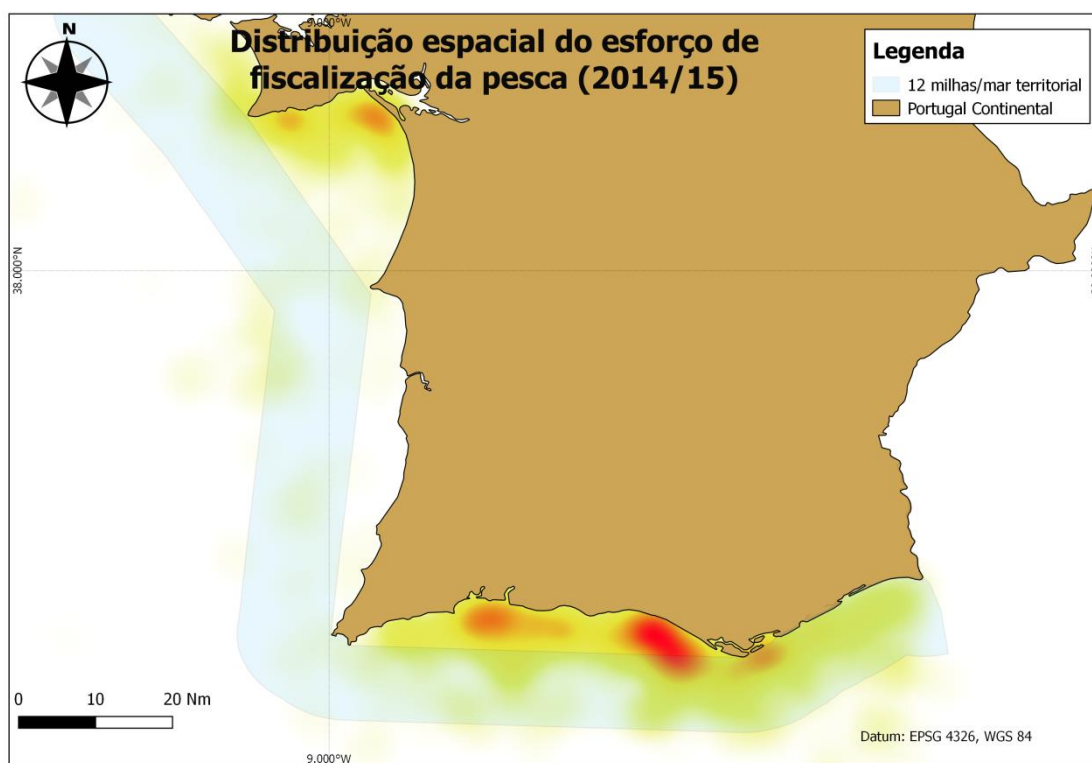 N
9.000°W
Distribuição espacial do esforço de
fiscalização da pesca (2014/15)
Legenda
12 milhas/mar territorial
Portugal Continental
38.000°N
0 10 20 Nm
Datum: EPSG 4326, WGS 84
9.000°W